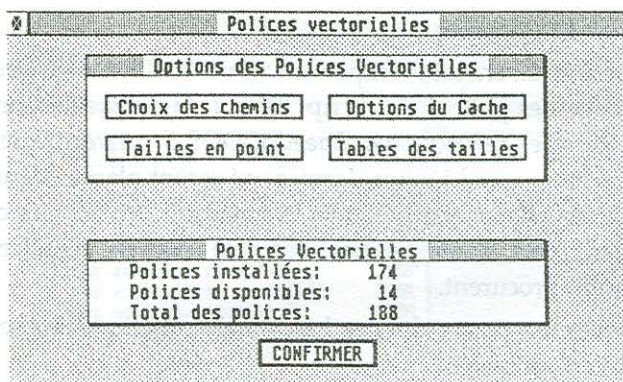 Polices vectorielles
Options des Polices Vectorielles
Choix des chemins Options du Cache
Tailles en point Tables des tailles
Polices Vectorielles
Polices installées: 174
Polices disponibles: 14
Total des polices: 188
CONFIRMER